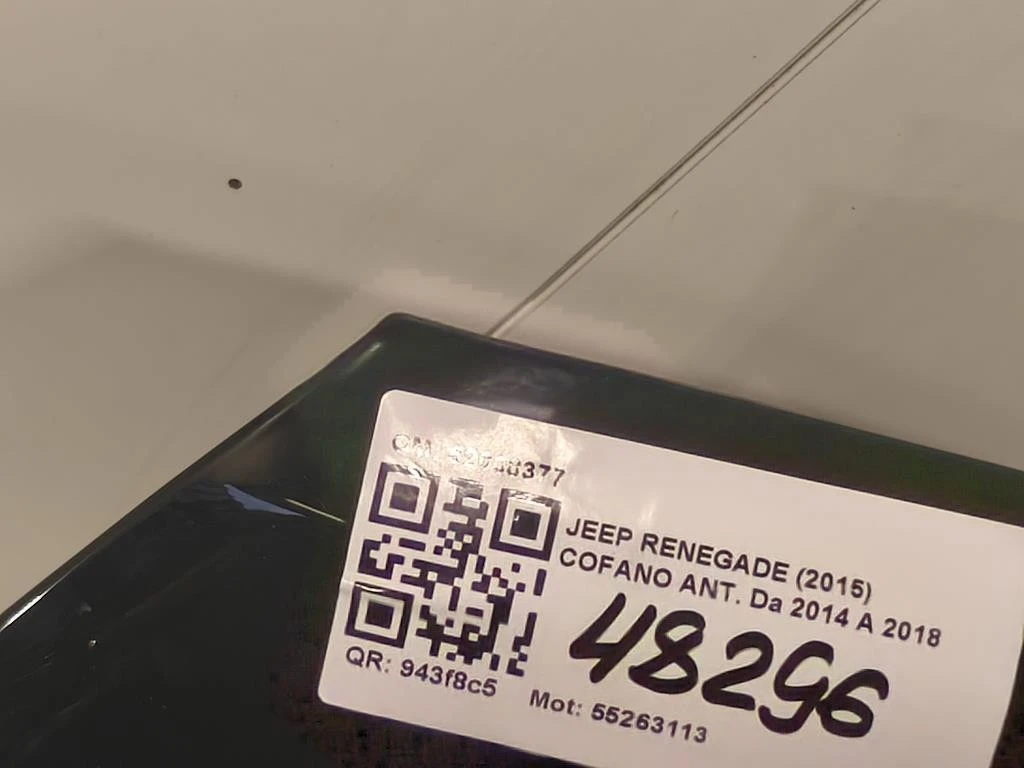 JEEP RENEGADE (2015)
COFANO ANT. Da 2014 A 2018
48296
QR: 943f8c5
Mot: 55263113